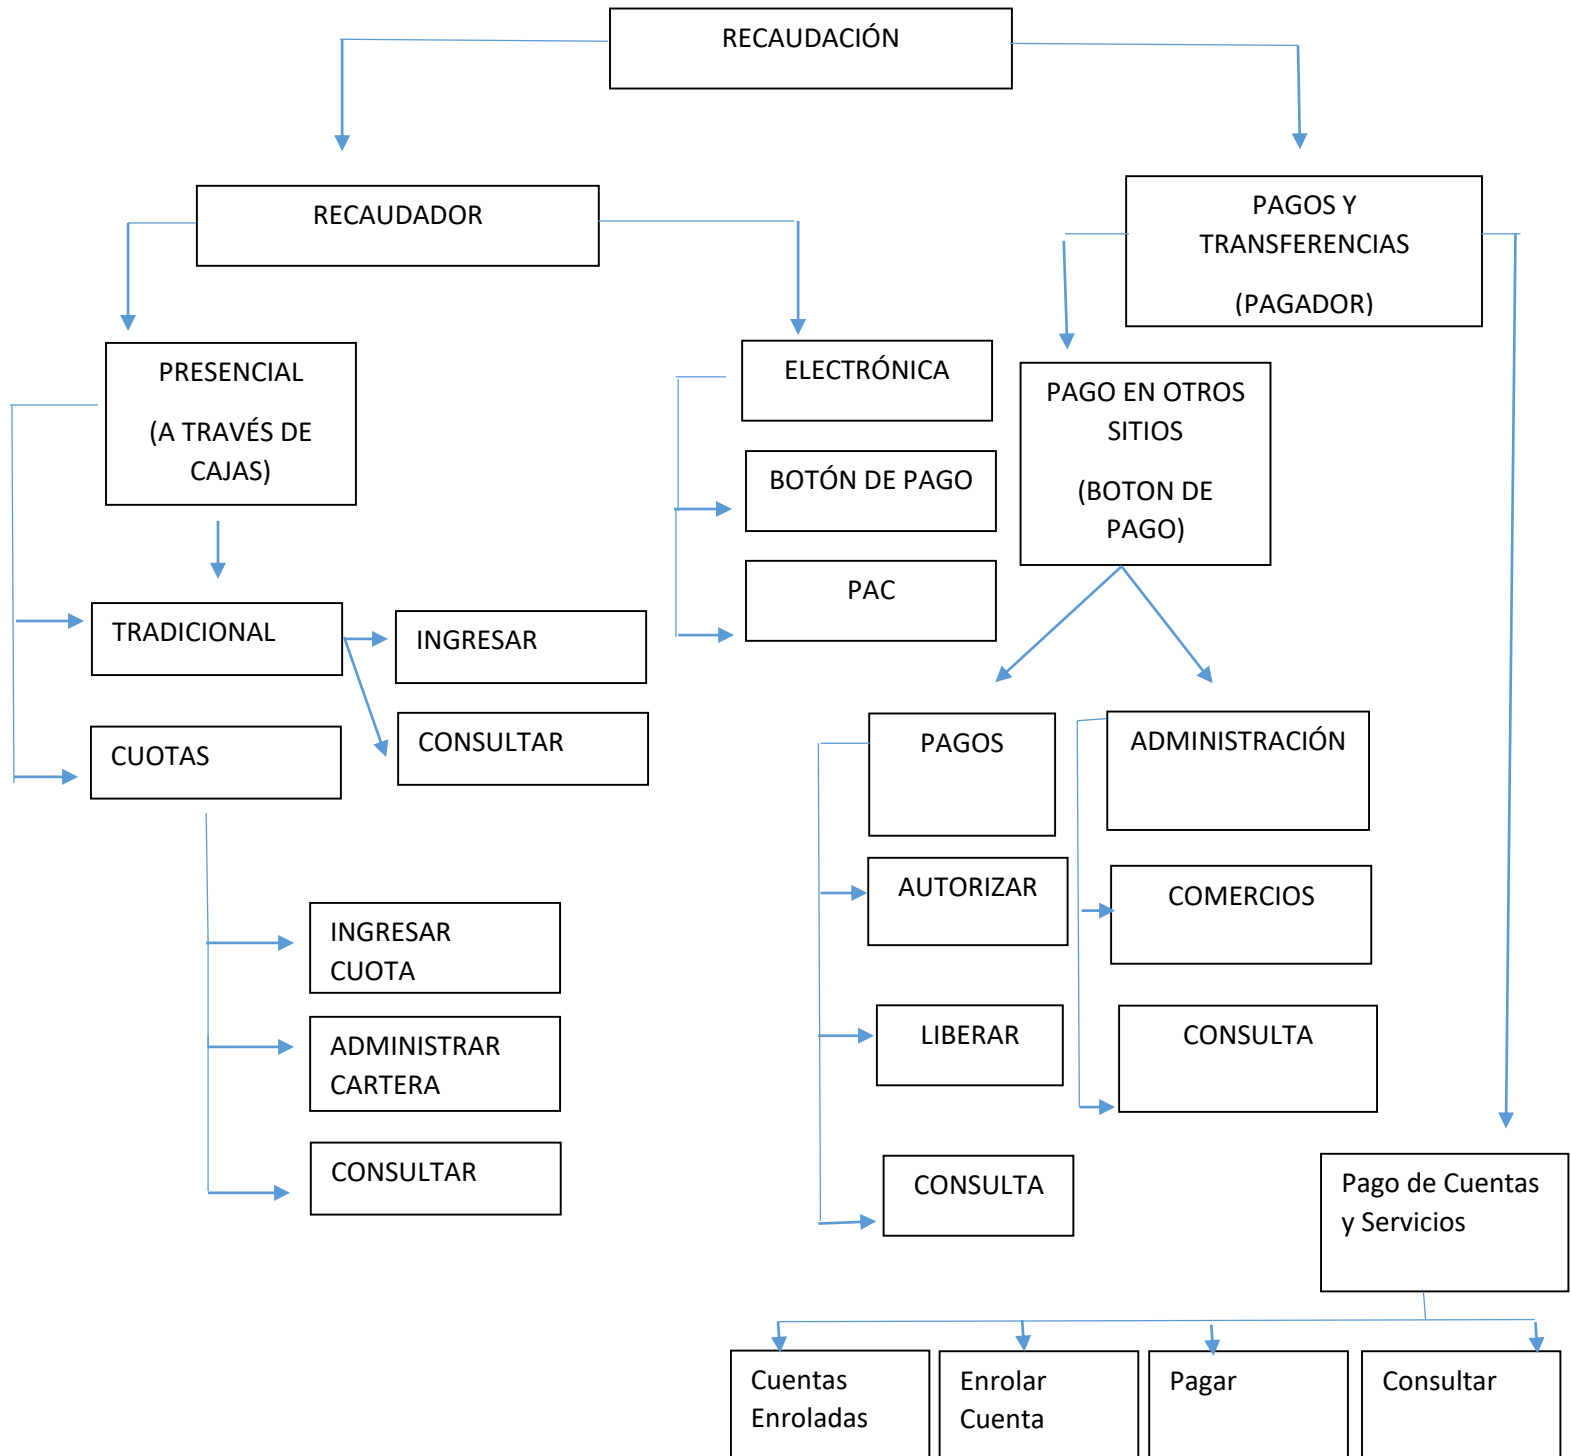 RECAUDACIÓN
RECAUDADOR
PAGOS Y
TRANSFERENCIAS
(PAGADOR)
PRESENCIAL
(A TRAVÉS DE
CAJAS)
ELECTRÓNICA
BOTÓN DE PAGO
PAC
PAGO EN OTROS
SITIOS
(BOTON DE
PAGO)
TRADICIONAL
INGRESAR
CONSULTAR
CUOTAS
INGRESAR
CUOTA
ADMINISTRAR
CARTERA
CONSULTAR
PAGOS
AUTORIZAR
LIBERAR
CONSULTA
ADMINISTRACIÓN
COMERCIOS
CONSULTA
Pago de Cuentas
y Servicios
Cuentas
Enroladas
Enrolar
Cuenta
Pagar
Consultar